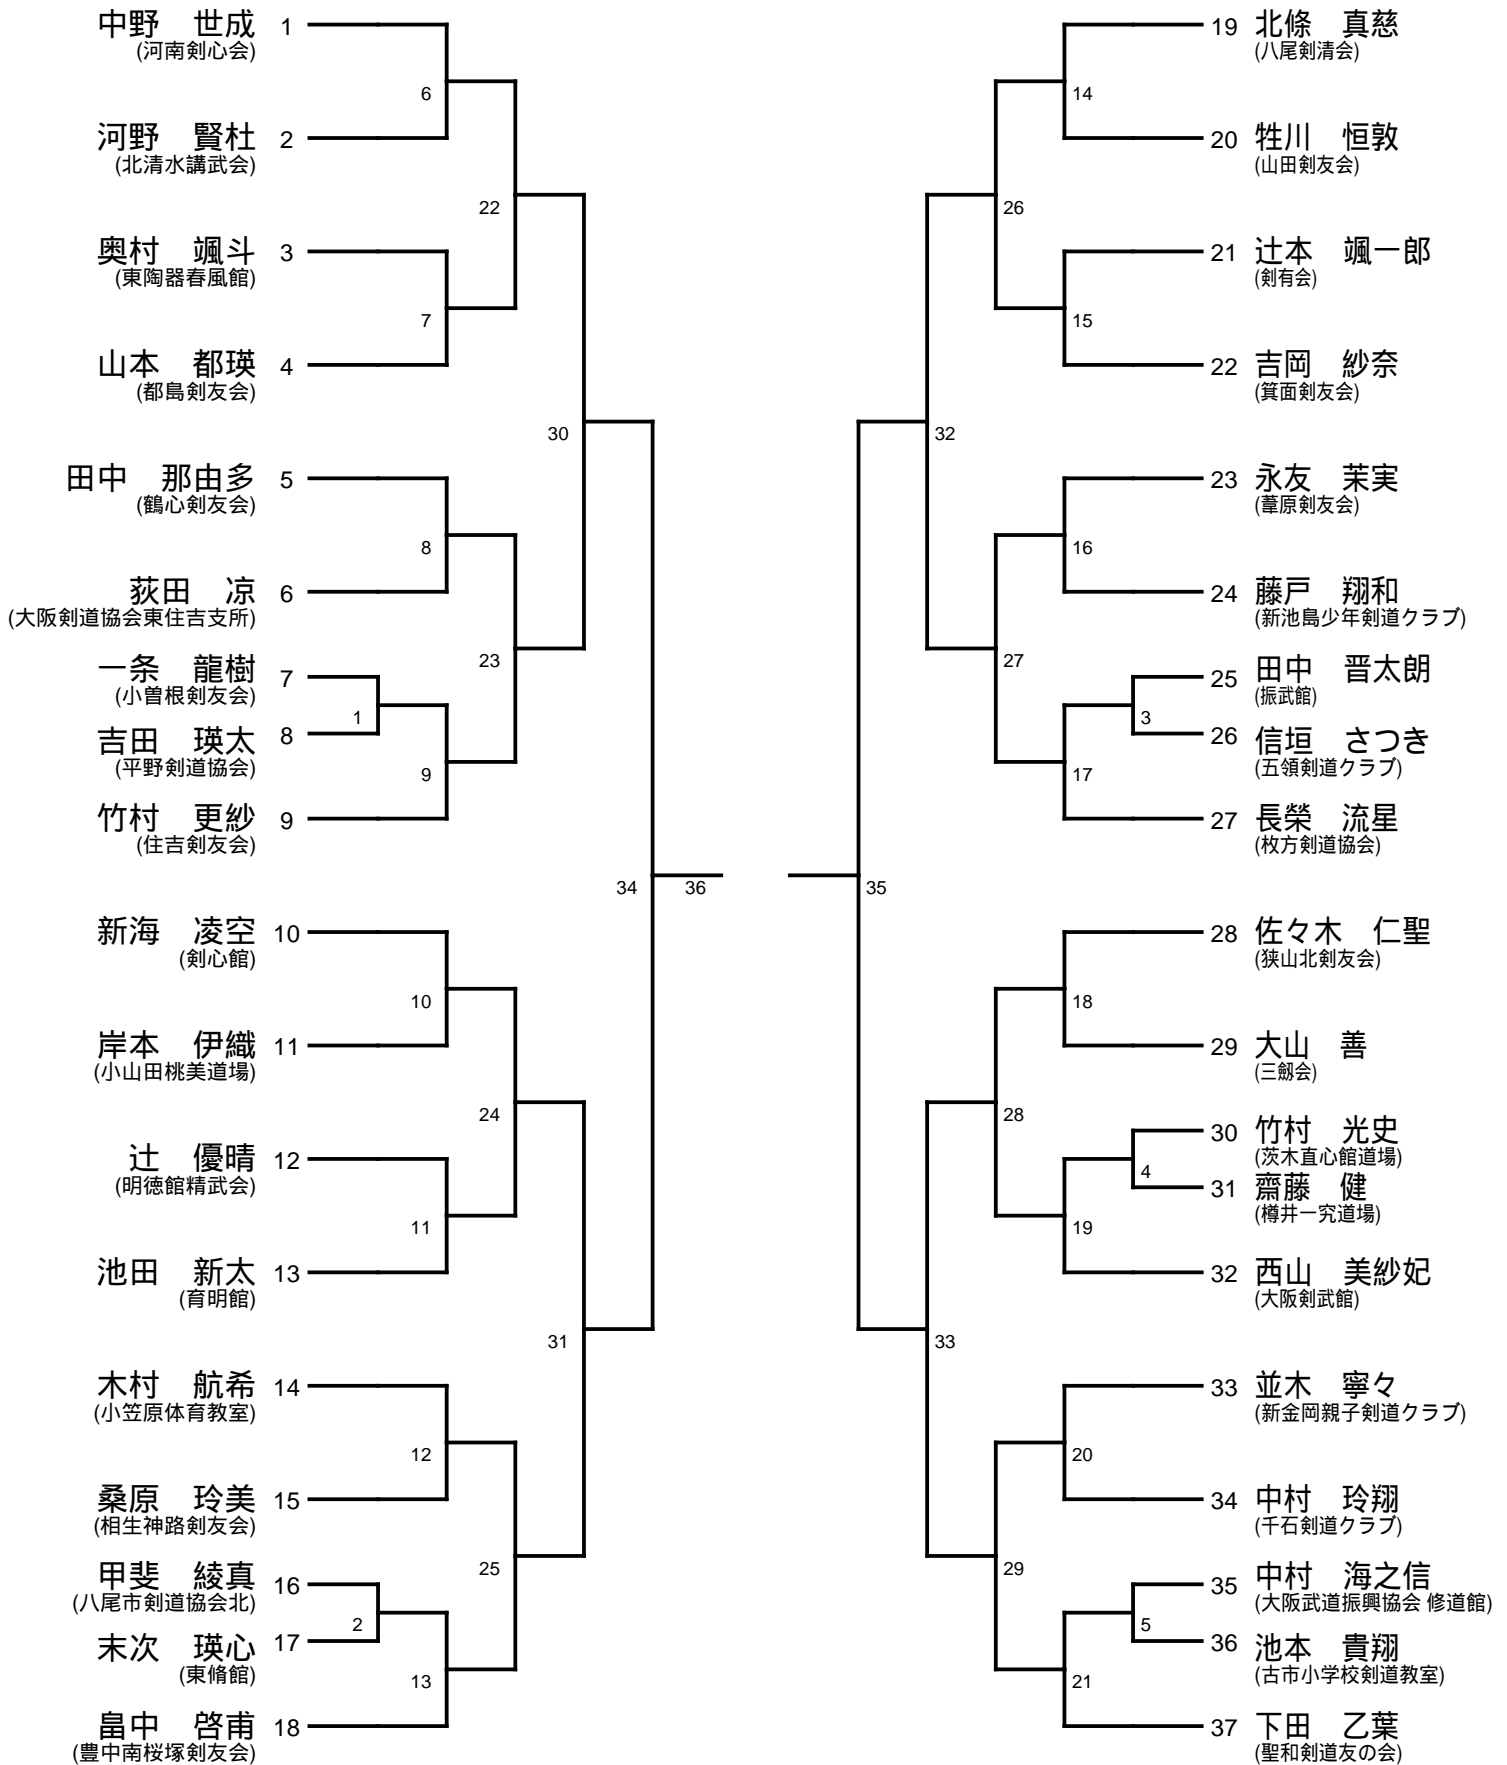 中野　世成 1
(河南剣心会)
6
河野　賢杜 2
(北清水講武会)
22
奥村　颯斗 3
(東陶器春風館)
7
山本　都瑛 4
(都島剣友会)
30
田中　那由多 5
(鶴心剣友会)
8
荻田　凉 6
(大阪剣道協会東住吉支所)
23
一条　龍樹 7
(小曽根剣友会)
1
吉田　瑛太 8
(平野剣道協会)
9
竹村　更紗 9
(住吉剣友会)
34 36
新海　凌空 10
(剣心館)
10
岸本　伊織 11
(小山田桃美道場)
24
辻　優晴 12
(明徳館精武会)
11
池田　新太 13
(育明館)
31
木村　航希 14
(小笠原体育教室)
12
桑原　玲美 15
(相生神路剣友会)
25
甲斐　綾真 16
(八尾市剣道協会北)
2
末次　瑛心 17
(東脩館)
13
畠中　啓甫 18
(豊中南桜塚剣友会)
19 北條　真慈
(八尾剣清会)
14
20 牲川　恒敦
(山田剣友会)
26
21 辻本　颯一郎
(剣有会)
15
22 吉岡　紗奈
(箕面剣友会)
32
23 永友　茉実
(葦原剣友会)
16
24 藤戸　翔和
(新池島少年剣道クラブ)
27
25 田中　晋太朗
(振武館)
3
26 信垣　さつき
(五領剣道クラブ)
17
27 長榮　流星
(枚方剣道協会)
35
28 佐々木　仁聖
(狭山北剣友会)
18
29 大山　善
(三劔会)
28
30 竹村　光史
(茨木直心館道場)
4
31 齋藤　健
(樽井一究道場)
19
32 西山　美紗妃
(大阪剣武館)
33
33 並木　寧々
(新金岡親子剣道クラブ)
20
34 中村　玲翔
(千石剣道クラブ)
29
35 中村　海之信
(大阪武道振興協会 修道館)
5
36 池本　貴翔
(古市小学校剣道教室)
21
37 下田　乙葉
(聖和剣道友の会)